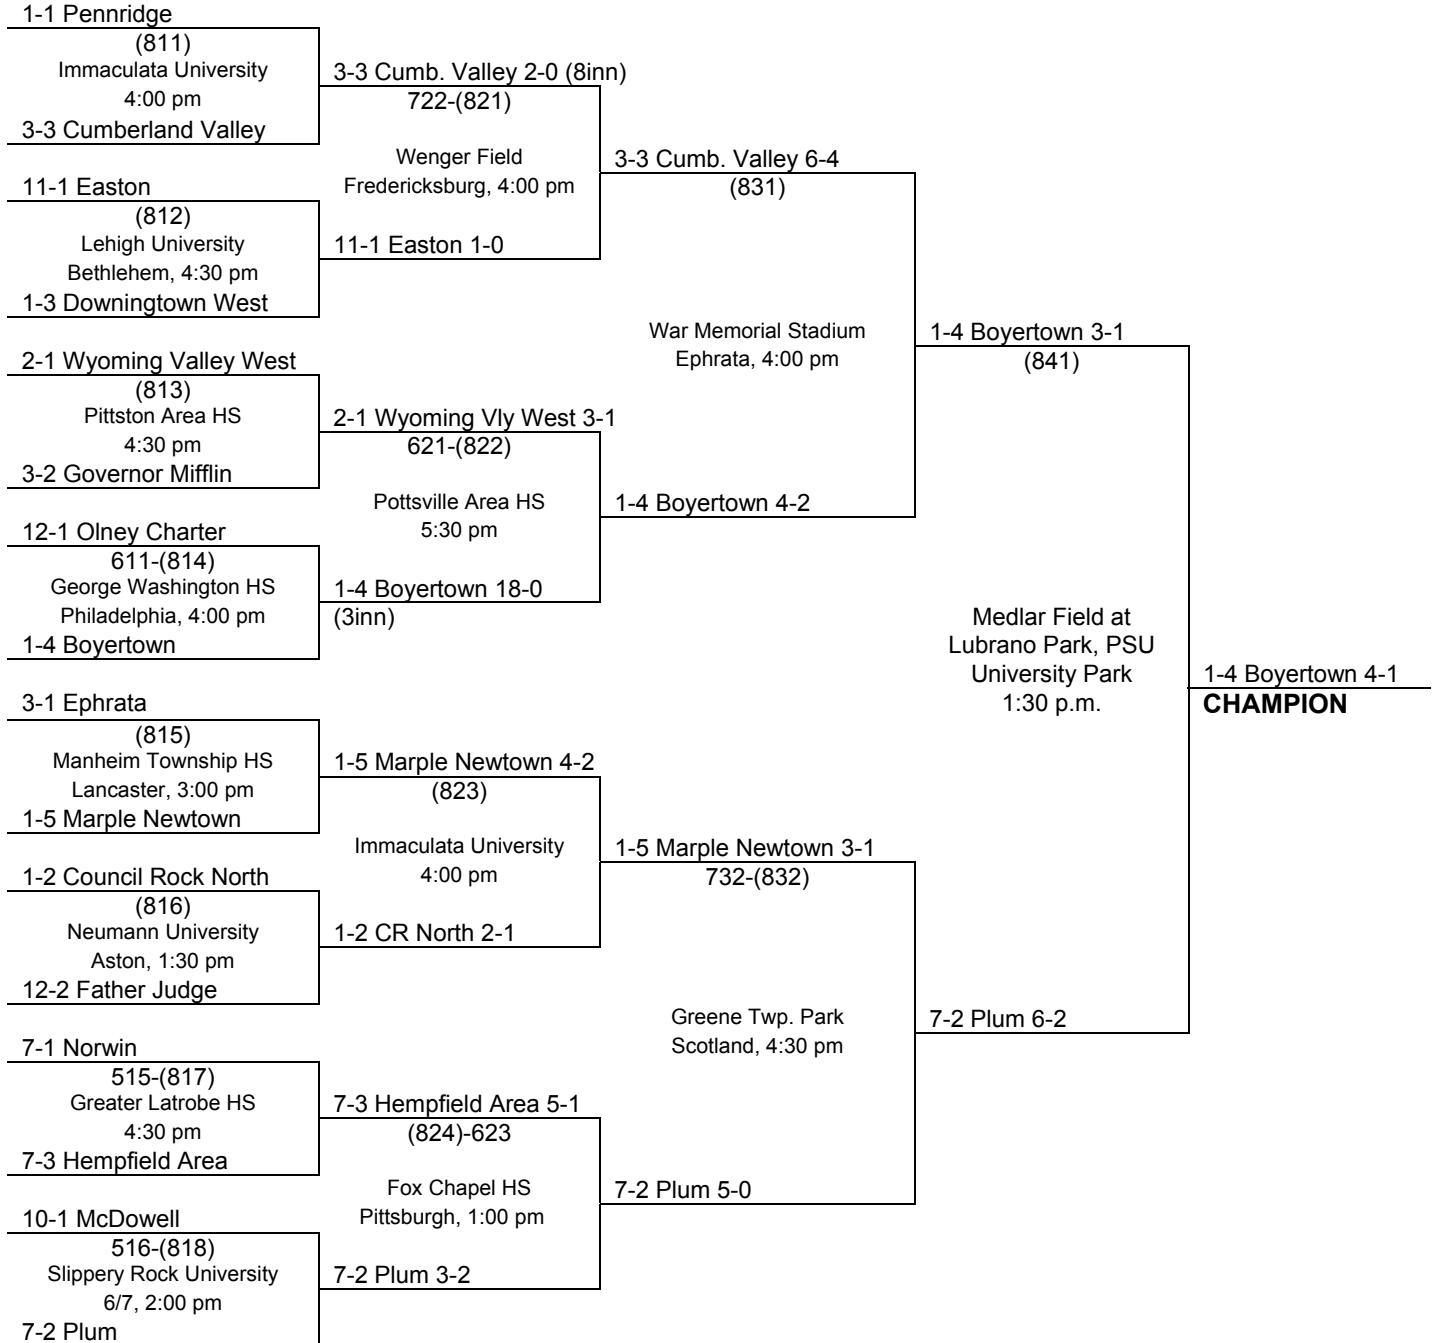 1-1 Pennridge
(811)
Immaculata University
4:00 pm
3-3 Cumberland Valley
11-1 Easton
(812)
Lehigh University
Bethlehem, 4:30 pm
1-3 Downingtown West
2-1 Wyoming Valley West
(813)
Pittston Area HS
4:30 pm
3-2 Governor Mifflin
12-1 Olney Charter
611-(814)
George Washington HS
Philadelphia, 4:00 pm
1-4 Boyertown
3-1 Ephrata
(815)
Manheim Township HS
Lancaster, 3:00 pm
1-5 Marple Newtown
1-2 Council Rock North
(816)
Neumann University
Aston, 1:30 pm
12-2 Father Judge
7-1 Norwin
515-(817)
Greater Latrobe HS
4:30 pm
7-3 Hempfield Area
10-1 McDowell
516-(818)
Slippery Rock University
6/7, 2:00 pm
7-2 Plum
3-3 Cumb. Valley 2-0 (8inn)
722-(821)
Wenger Field
Fredericksburg, 4:00 pm
11-1 Easton 1-0
2-1 Wyoming Vly West 3-1
621-(822)
Pottsville Area HS
5:30 pm
1-4 Boyertown 18-0
(3inn)
1-5 Marple Newtown 4-2
(823)
Immaculata University
4:00 pm
1-2 CR North 2-1
7-3 Hempfield Area 5-1
(824)-623
Fox Chapel HS
Pittsburgh, 1:00 pm
7-2 Plum 3-2
3-3 Cumb. Valley 6-4
(831)
War Memorial Stadium
Ephrata, 4:00 pm
1-4 Boyertown 4-2
1-5 Marple Newtown 3-1
732-(832)
Greene Twp. Park
Scotland, 4:30 pm
7-2 Plum 5-0
1-4 Boyertown 3-1
(841)
Medlar Field at
Lubrano Park, PSU
University Park
1:30 p.m.
7-2 Plum 6-2
1-4 Boyertown 4-1
CHAMPION